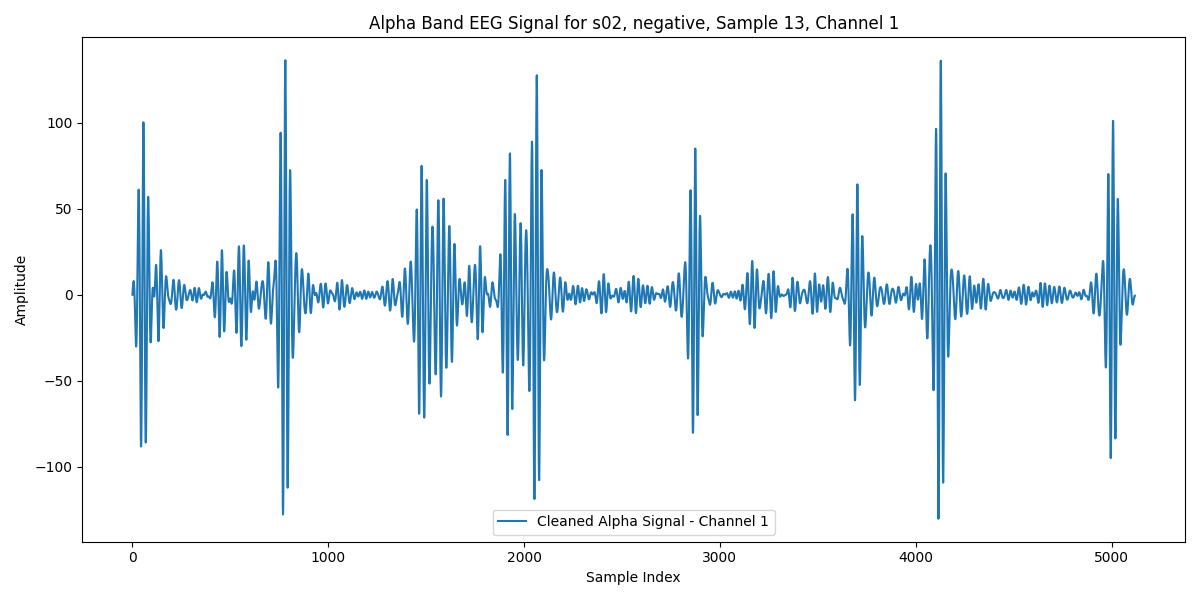 Alpha Band EEG Signal for s02, negative, Sample 13, Channel 1
Amplitude
100
50
0
−50
−100
Cleaned Alpha Signal - Channel 1
0 1000 2000 3000 4000 5000
Sample Index